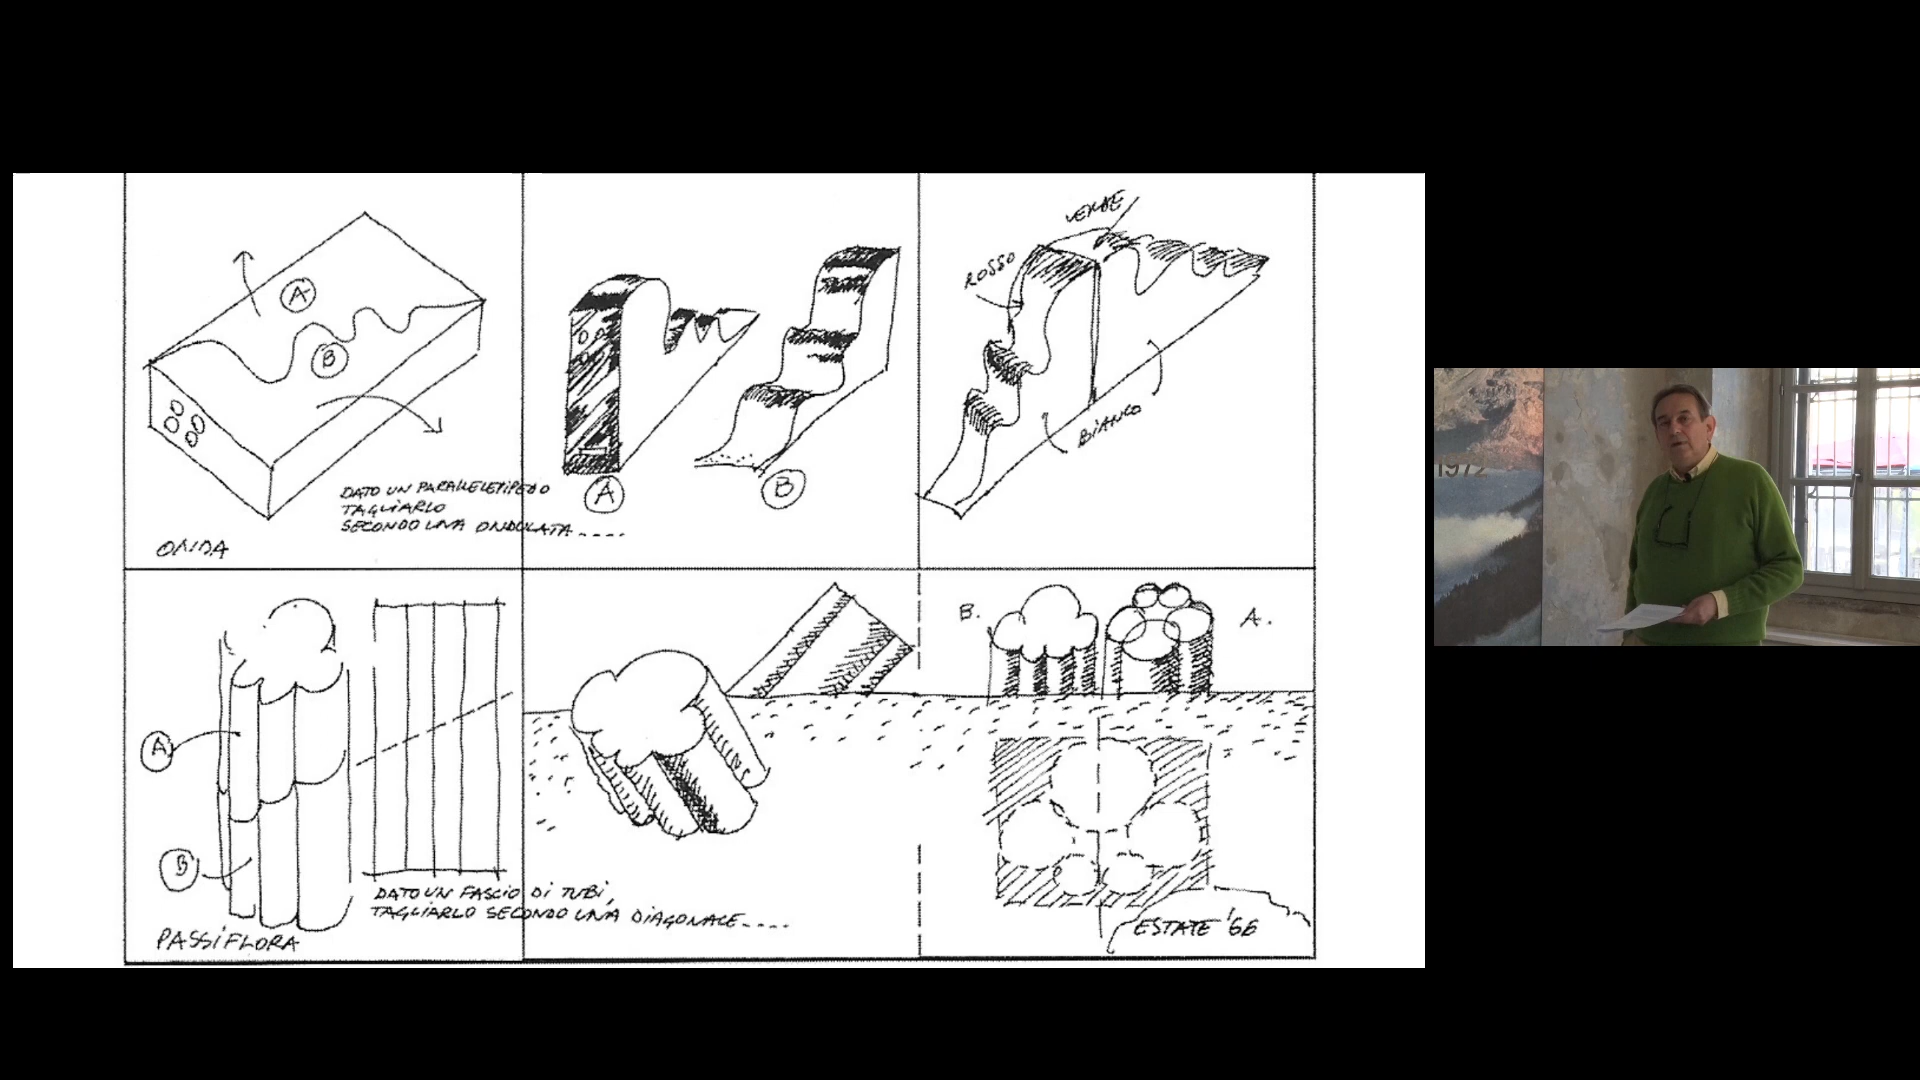 A
B
ONDA
DATO UN PARALLELEPIPEDO
TAGLIARLO
SECONDO UNA ONDULATA....
A
B
VERDE
ROSSO
BIANCO
A
B
PASSIFLORA
DATO UN FASCIO DI TUBI,
TAGLIARLO SECONDO UNA DIAGONALE....
B.
A.
ESTATE '66
1972